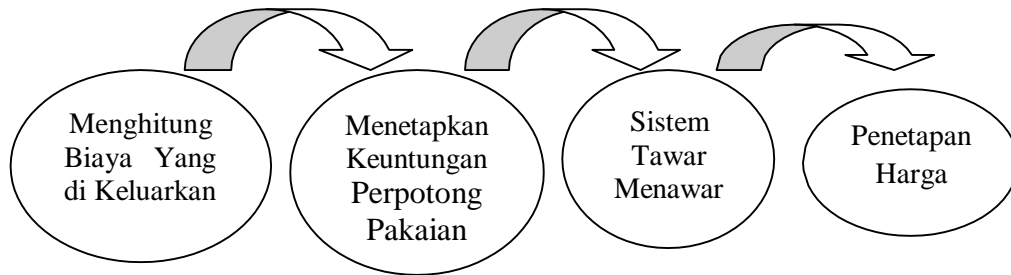 Menghitung
Biaya Yang
di Keluarkan
Menetapkan
Keuntungan
Perpotong
Pakaian
Sistem
Tawar
Menawar
Penetapan
Harga